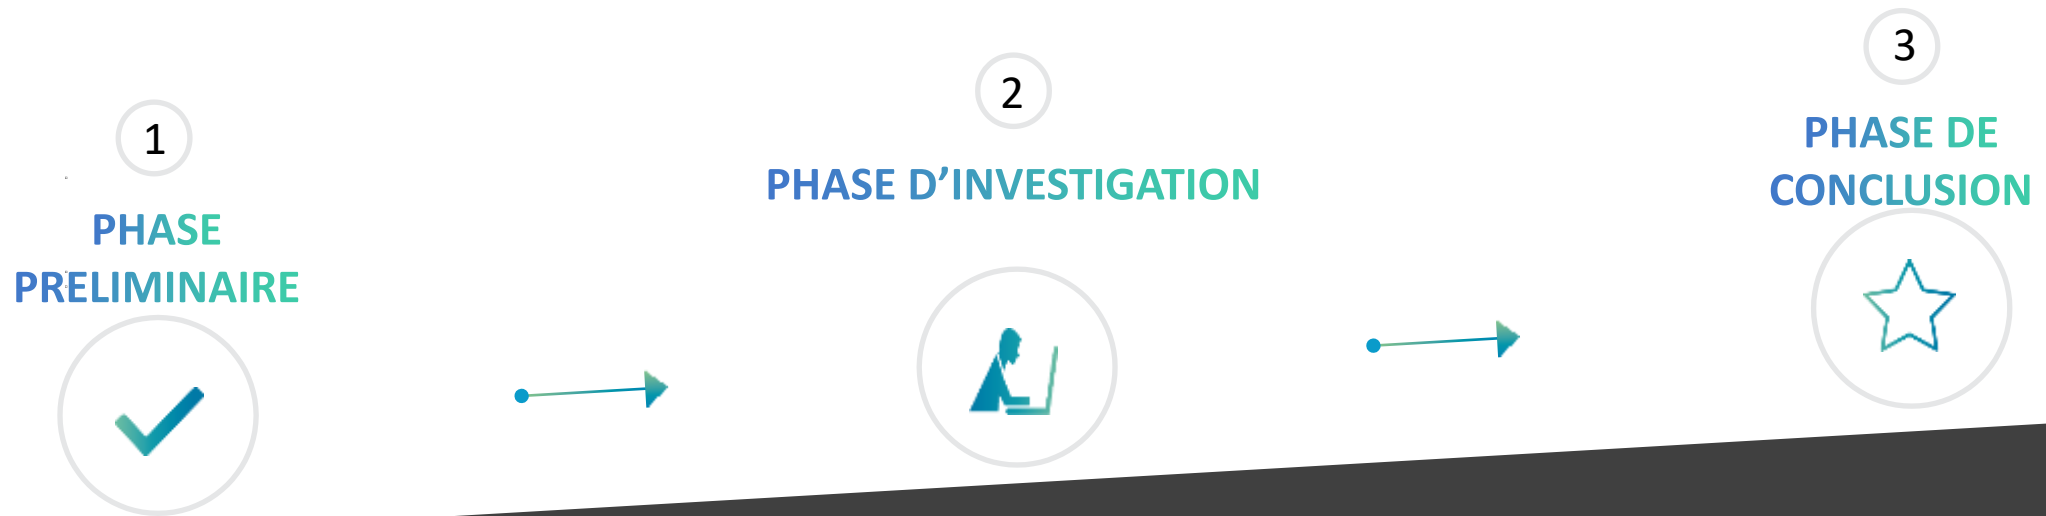 1
PHASE
PRELIMINAIRE
2
PHASE D’INVESTIGATION
3
PHASE DE
CONCLUSION